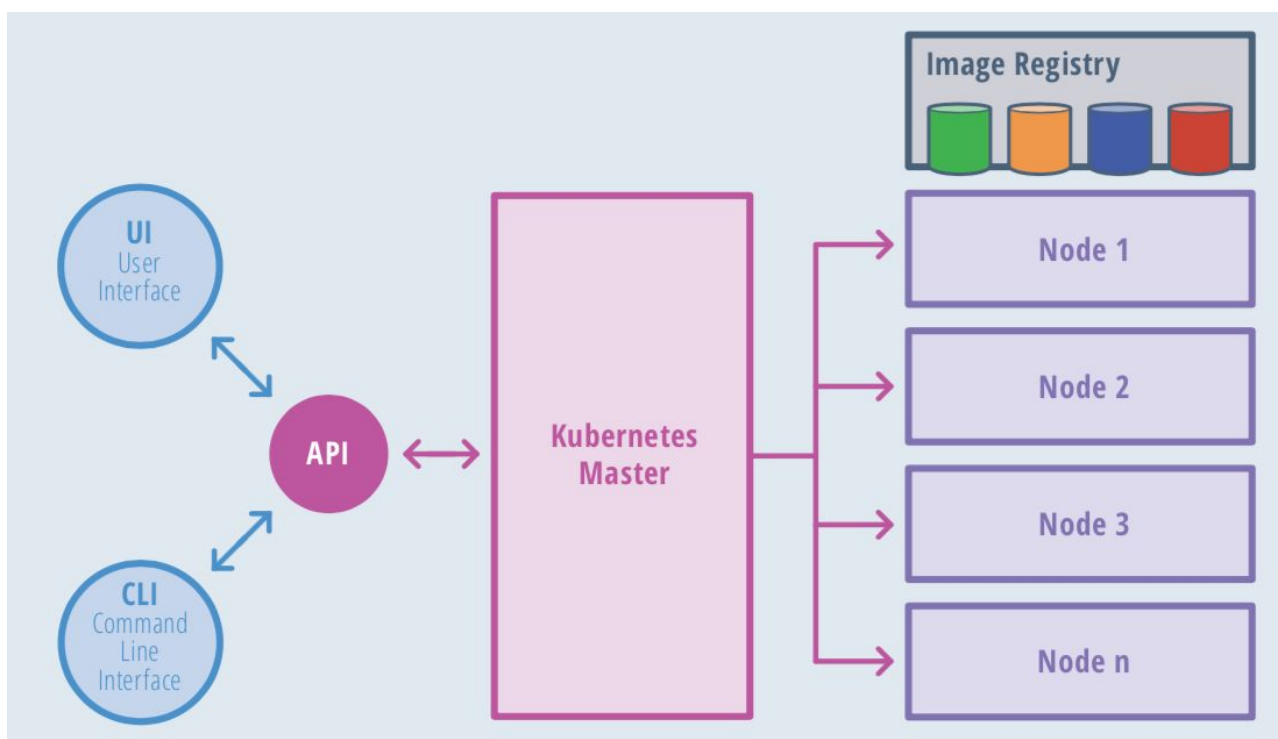 Image Registry
UI
User
Interface
Node 1
Node 2
API
Kubernetes
Master
Node 3
CLI
Command
Line
Interface
Node n